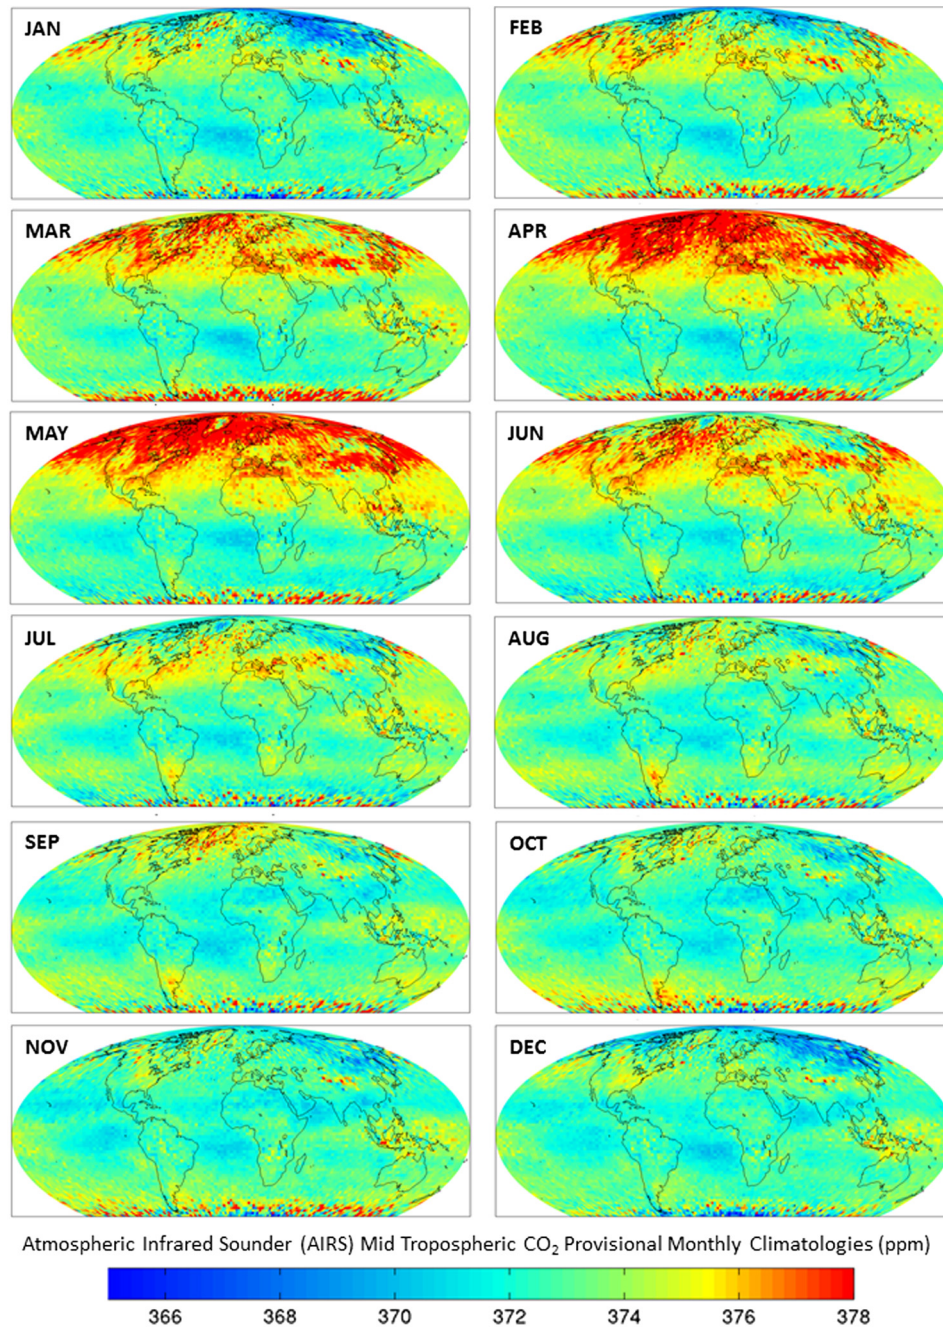 JAN
FEB
MAR
APR
MAY
JUN
JUL
AUG
SEP
OCT
NOV
DEC
Atmospheric Infrared Sounder (AIRS) Mid Tropospheric CO₂ Provisional Monthly Climatologies (ppm)
366 368 370 372 374 376 378